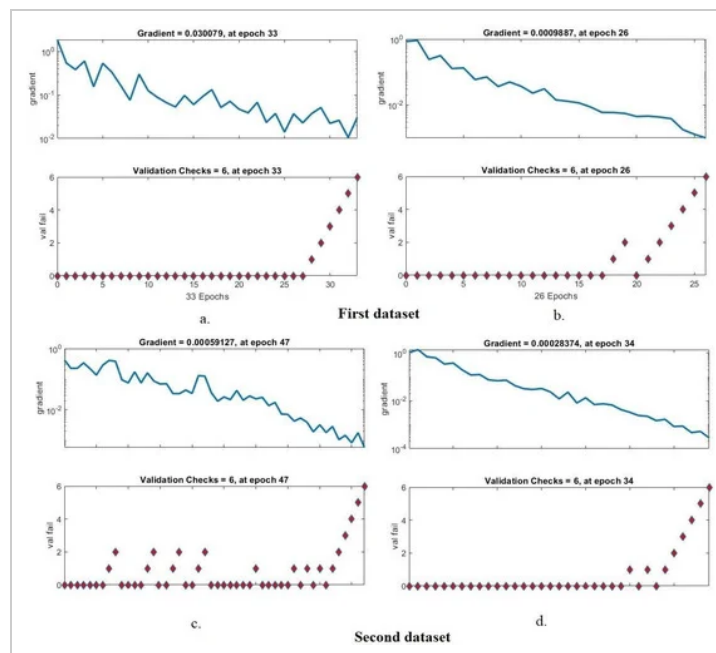 Gradient = 0.030079, at epoch 33
10^0
10^-1
10^-2
gradient
Validation Checks = 6, at epoch 33
6
4
2
0
val fail
0 5 10 15 20 25 30
33 Epochs
a.
Gradient = 0.0009887, at epoch 26
10^0
10^-2
gradient
Validation Checks = 6, at epoch 26
6
4
2
0
val fail
0 5 10 15 20 25
26 Epochs
b.
First dataset
Gradient = 0.00059127, at epoch 47
10^0
10^-2
gradient
Validation Checks = 6, at epoch 47
6
4
2
0
val fail
c.
Gradient = 0.00028374, at epoch 34
10^0
10^-2
10^-4
gradient
Validation Checks = 6, at epoch 34
6
4
2
0
val fail
d.
Second dataset